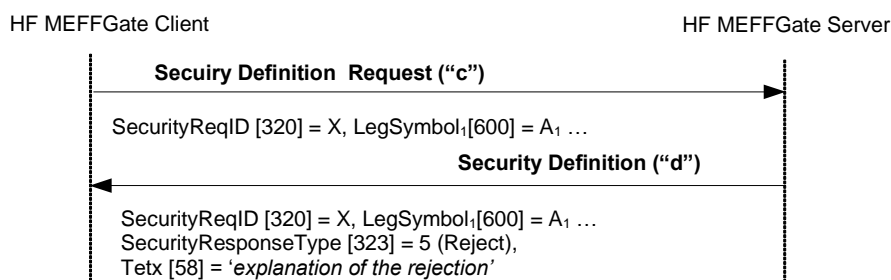 HF MEFFGate Client
HF MEFFGate Server
Secuiry Definition Request (“c”)
SecurityReqID [320] = X, LegSymbol₁[600] = A₁ …
Security Definition (“d”)
SecurityReqID [320] = X, LegSymbol₁[600] = A₁ …
SecurityResponseType [323] = 5 (Reject),
Tetx [58] = ‘explanation of the rejection’